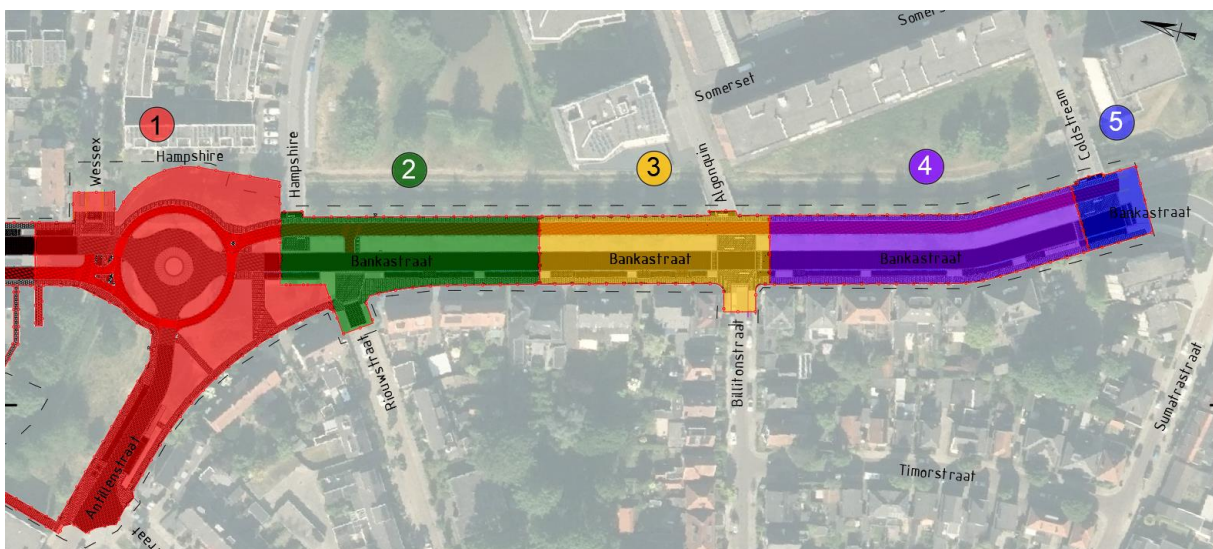 Somerset
1
Hampshire
Wessex
Hampshire
2
3
Algonquin
Somerset
4
Coldstream
5
Bankastraat
Bankastraat
Bankastraat
Bankastraat
Antillenstraat
Riouwstraat
Billitonstraat
Timorstraat
Sumatrastraat